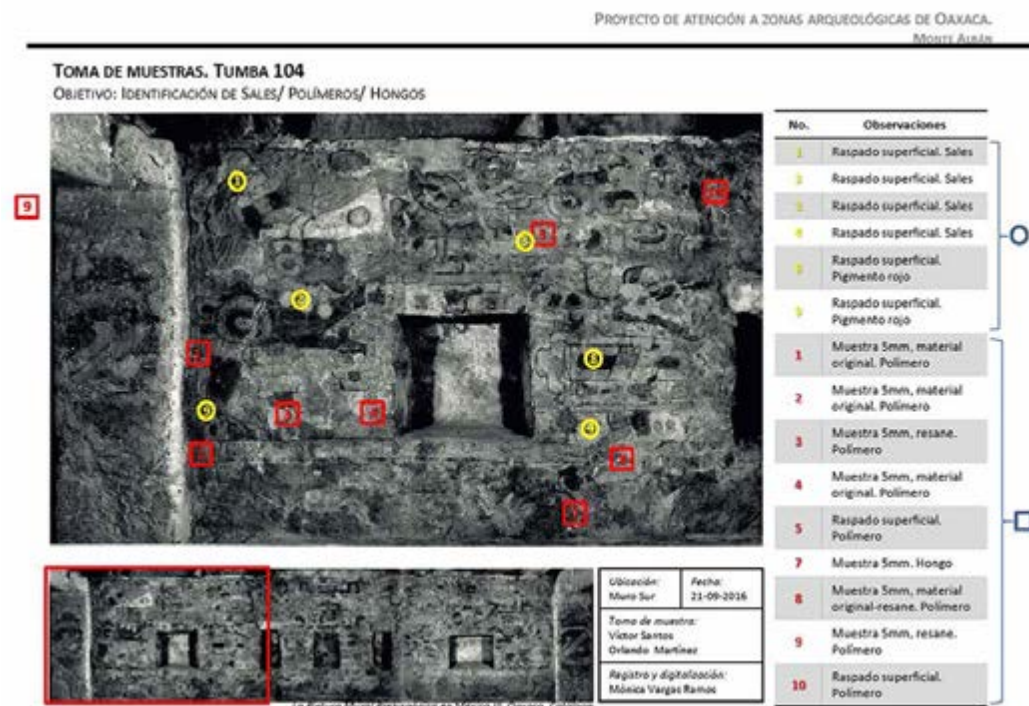 PROYECTO DE ATENCIÓN A ZONAS ARQUEOLÓGICAS DE OAXACA.
MONTE ALBÁN
TOMA DE MUESTRAS. TUMBA 104
OBJETIVO: IDENTIFICACIÓN DE SALES/ POLÍMEROS/ HONGOS
9
No. Observaciones
1 Raspado superficial. Sales
2 Raspado superficial. Sales
3 Raspado superficial. Sales
4 Raspado superficial. Sales
Raspado superficial.
Pigmento rojo
Raspado superficial.
Pigmento rojo
1 Muestra 5mm, material
original. Polímero
2 Muestra 5mm, material
original. Polímero
3 Muestra 5mm, resane.
Polímero
4 Muestra 5mm, material
original. Polímero
5 Raspado superficial.
Polímero
7 Muestra 5mm. Hongo
8 Muestra 5mm, material
original-resane. Polímero
9 Muestra 5mm, resane.
Polímero
10 Raspado superficial.
Polímero
Ubicación:
Muro Sur
Fecha:
21-09-2016
Toma de muestra:
Víctor Santos
Orlando Martínez
Registro y digitalización:
Mónica Vargas Ramos